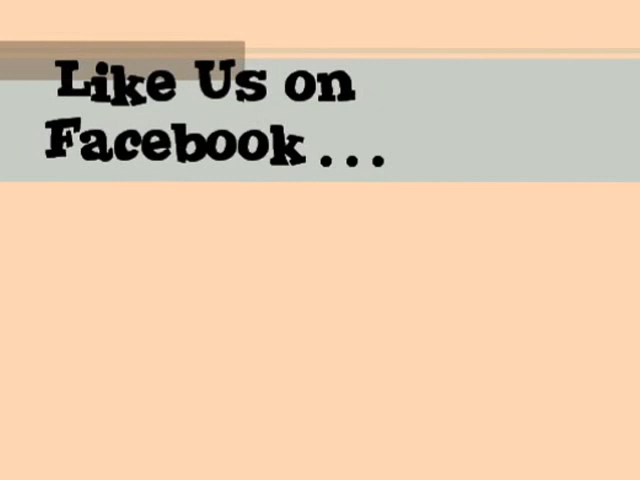 Like Us on
Facebook . . .